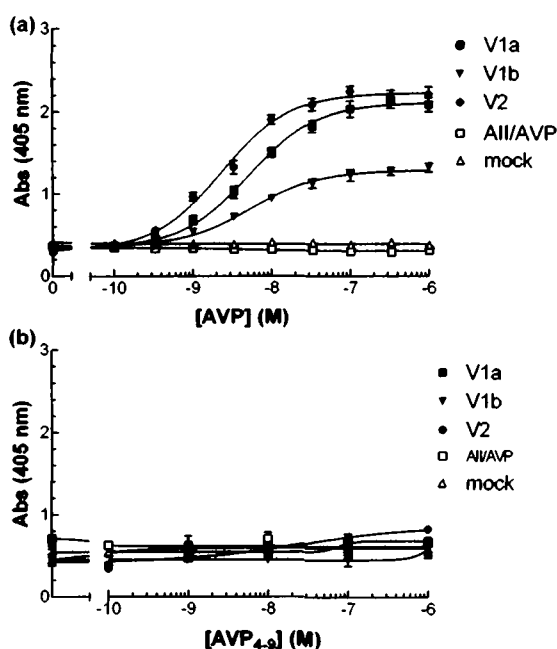 (a)
3
2
1
0
Abs (405 nm)
0 -10 -9 -8 -7 -6
[AVP] (M)
V1a
V1b
V2
AII/AVP
mock
(b)
3
2
1
0
Abs (405 nm)
-10 -9 -8 -7 -6
[AVP4-9] (M)
V1a
V1b
V2
AII/AVP
mock